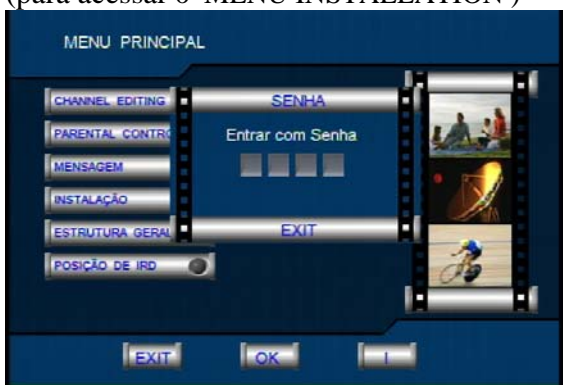 (para acessar o MENU INSTALLATION )
MENU PRINCIPAL
CHANNEL EDITING
PARENTAL CONTRO
MENSAGEM
INSTALAÇÃO
ESTRUTURA GERAL
POSIÇÃO DE IRD
SENHA
Entrar com Senha
EXIT
EXIT
OK
I